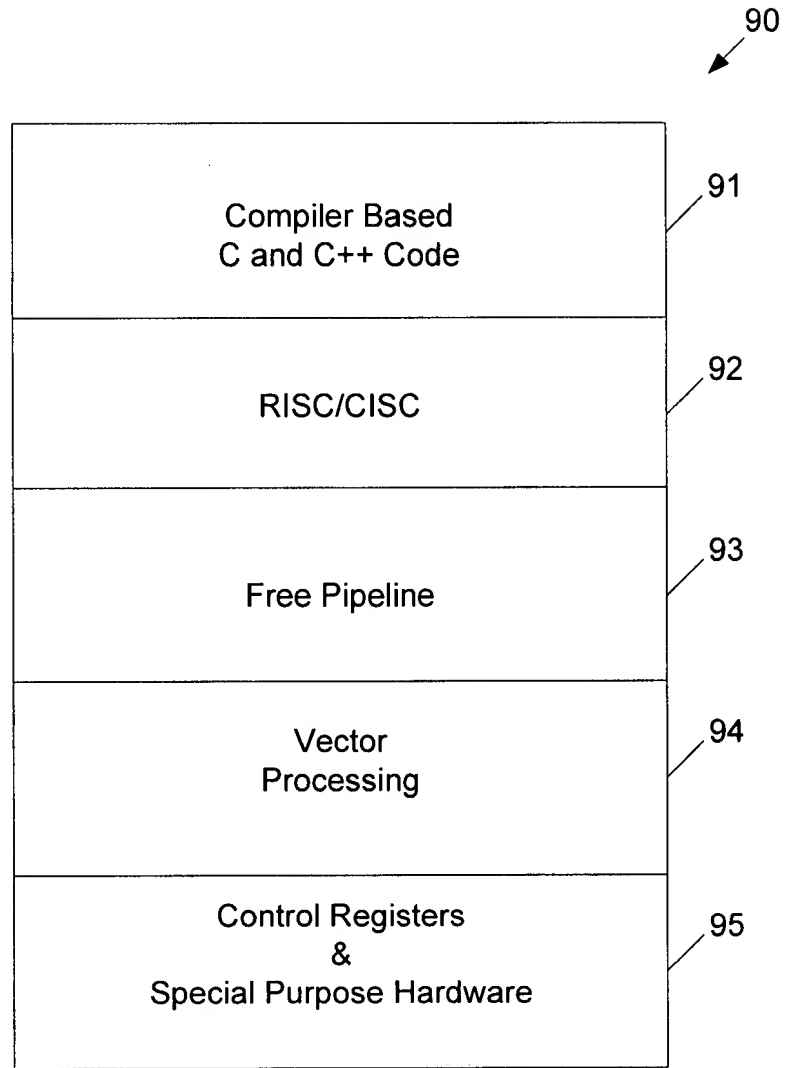 90
Compiler Based
C and C++ Code
91
RISC/CISC
92
Free Pipeline
93
Vector
Processing
94
Control Registers
&
Special Purpose Hardware
95